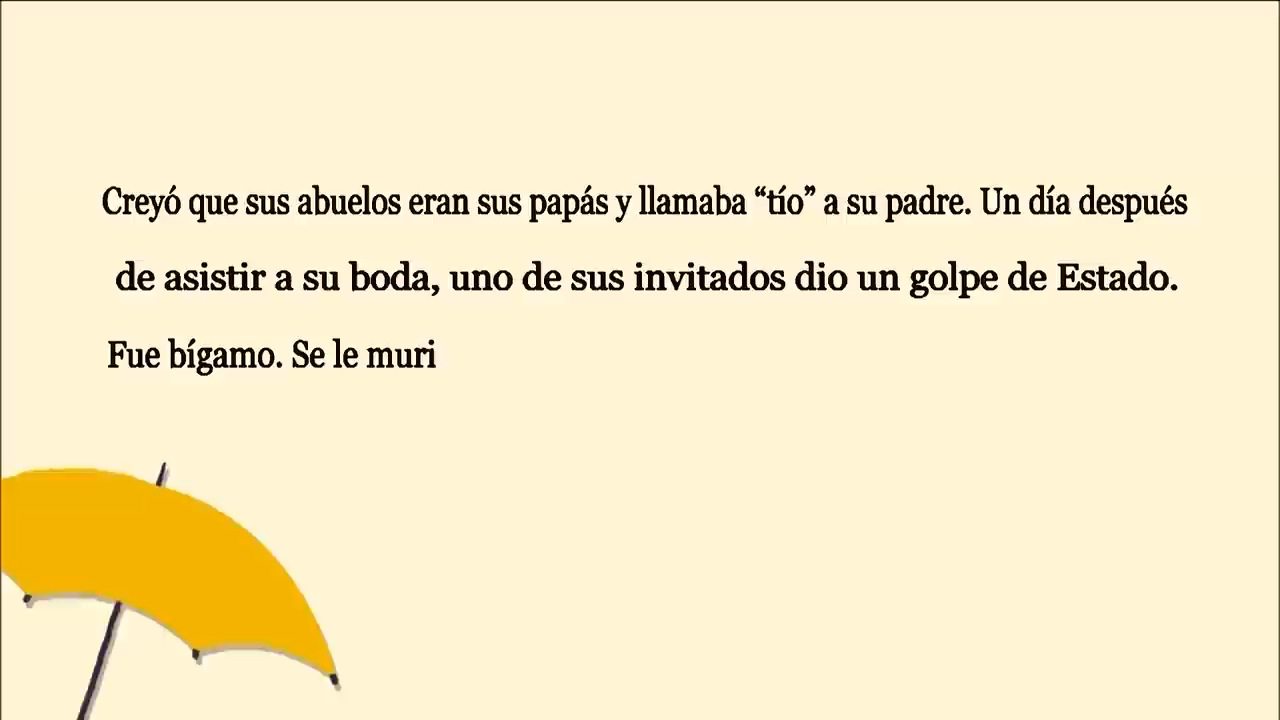 Creyó que sus abuelos eran sus papás y llamaba “tío” a su padre. Un día después
de asistir a su boda, uno de sus invitados dio un golpe de Estado.
Fue bígamo. Se le muri